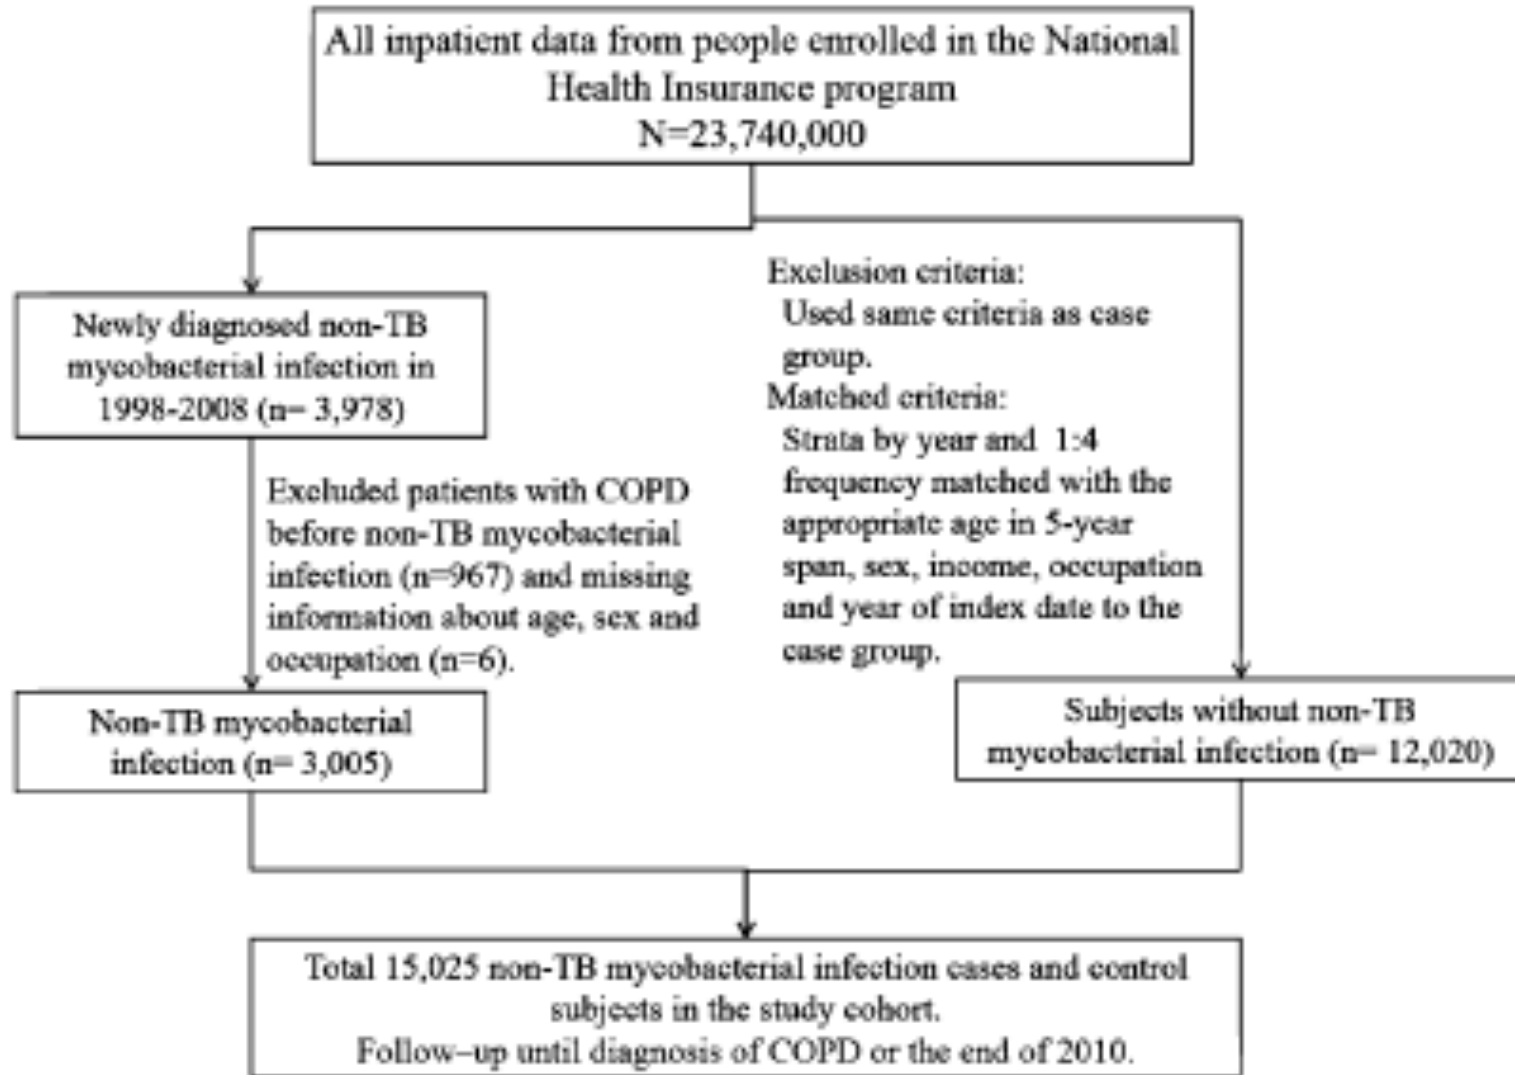 All inpatient data from people enrolled in the National
Health Insurance program
N=23,740,000
Newly diagnosed non-TB
mycobacterial infection in
1998-2008 (n= 3,978)
Exclusion criteria:
Used same criteria as case
group.
Matched criteria:
Strata by year and 1:4
frequency matched with the
appropriate age in 5-year
span, sex, income, occupation
and year of index date to the
case group.
Excluded patients with COPD
before non-TB mycobacterial
infection (n=967) and missing
information about age, sex and
occupation (n=6).
Non-TB mycobacterial
infection (n= 3,005)
Subjects without non-TB
mycobacterial infection (n= 12,020)
Total 15,025 non-TB mycobacterial infection cases and control
subjects in the study cohort.
Follow–up until diagnosis of COPD or the end of 2010.